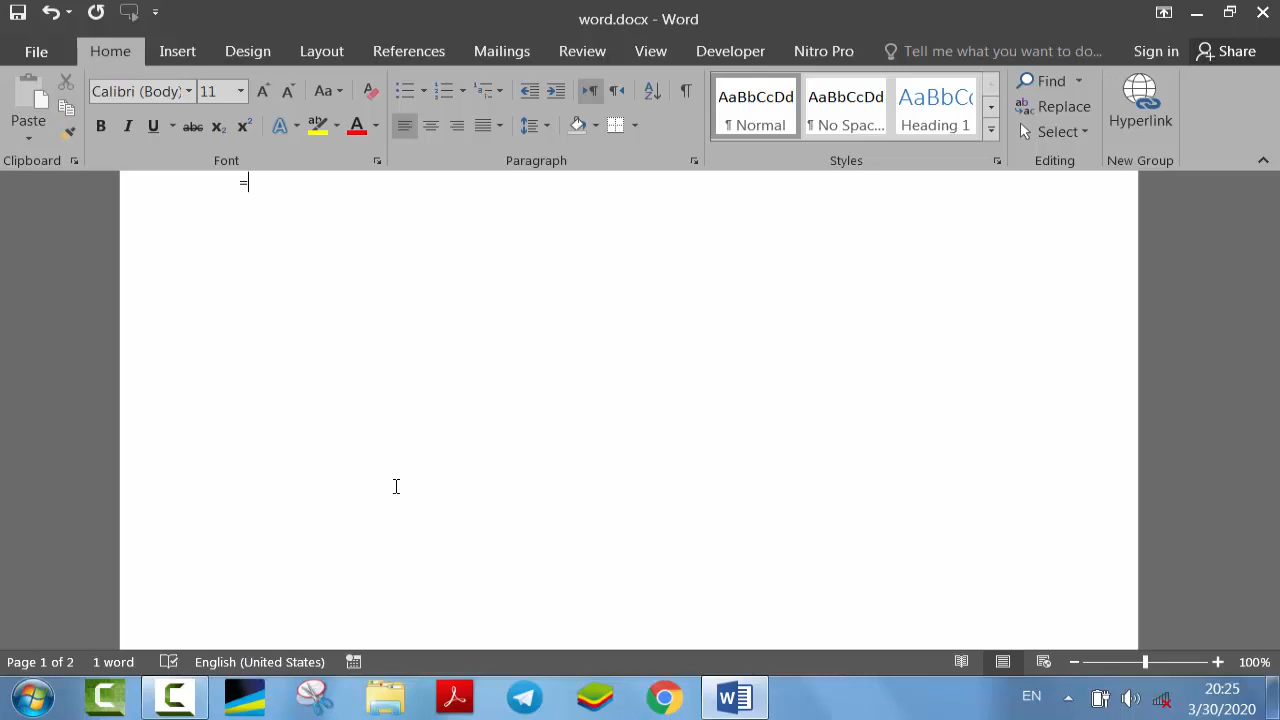 word.docx - Word
File Home Insert Design Layout References Mailings Review View Developer Nitro Pro Tell me what you want to do... Sign in Share
Paste
Calibri (Body) 11
Aa
B I U abc x2 x2 A A
AaBbCcDd AaBbCcDd AaBbCc
¶ Normal ¶ No Spac... Heading 1
Find
Replace
Select
Hyperlink
Clipboard Font Paragraph Styles Editing New Group
=
Page 1 of 2 1 word English (United States) 100%
EN 20:25
3/30/2020